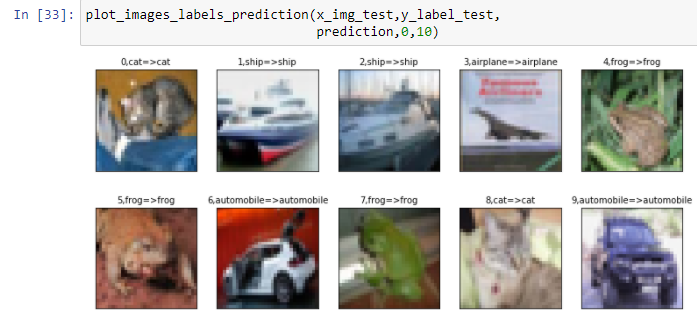 In [33]: plot_images_labels_prediction(x_img_test,y_label_test,
prediction,0,10)
0,cat=>cat
1,ship=>ship
2,ship=>ship
3,airplane=>airplane
4,frog=>frog
5,frog=>frog
6,automobile=>automobile
7,frog=>frog
8,cat=>cat
9,automobile=>automobile